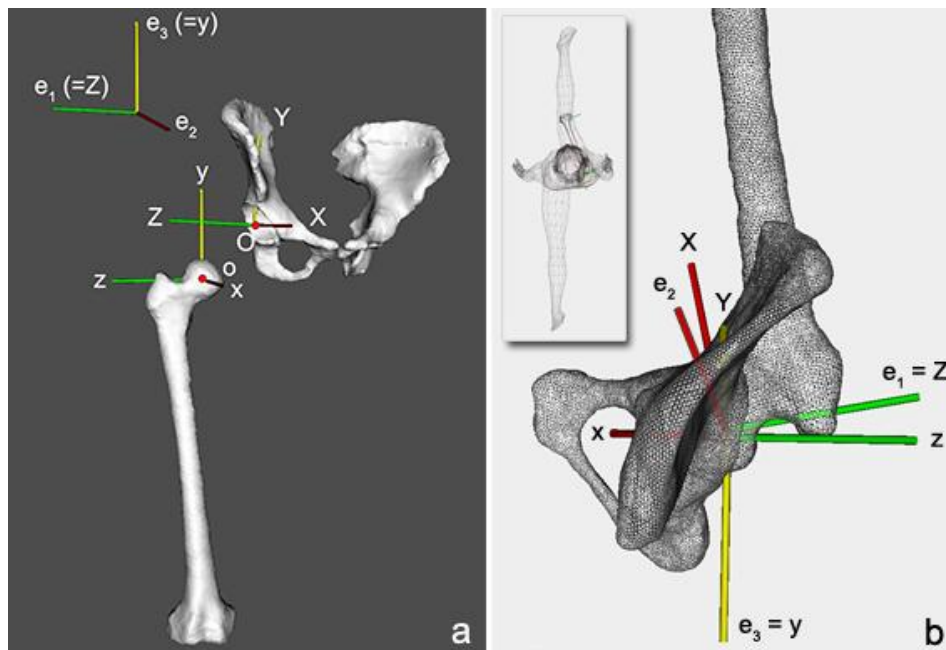 e3 (=y)
e1 (=Z)
e2
Y
y
Z
X
O
z
o
x
a
X
e2
Y
e1 = Z
x
z
e3 = y
b